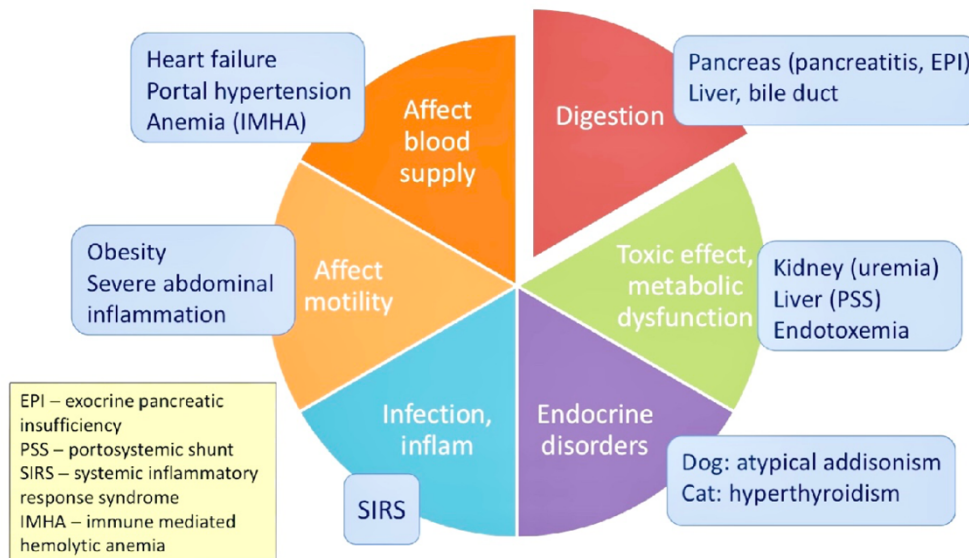 Heart failure
Portal hypertension
Anemia (IMHA)
Affect
blood
supply
Digestion
Pancreas (pancreatitis, EPI)
Liver, bile duct
Obesity
Severe abdominal
inflammation
Affect
motility
Toxic effect,
metabolic
dysfunction
Kidney (uremia)
Liver (PSS)
Endotoxemia
Infection,
inflam
SIRS
Endocrine
disorders
Dog: atypical addisonism
Cat: hyperthyroidism
EPI – exocrine pancreatic
insufficiency
PSS – portosystemic shunt
SIRS – systemic inflammatory
response syndrome
IMHA – immune mediated
hemolytic anemia